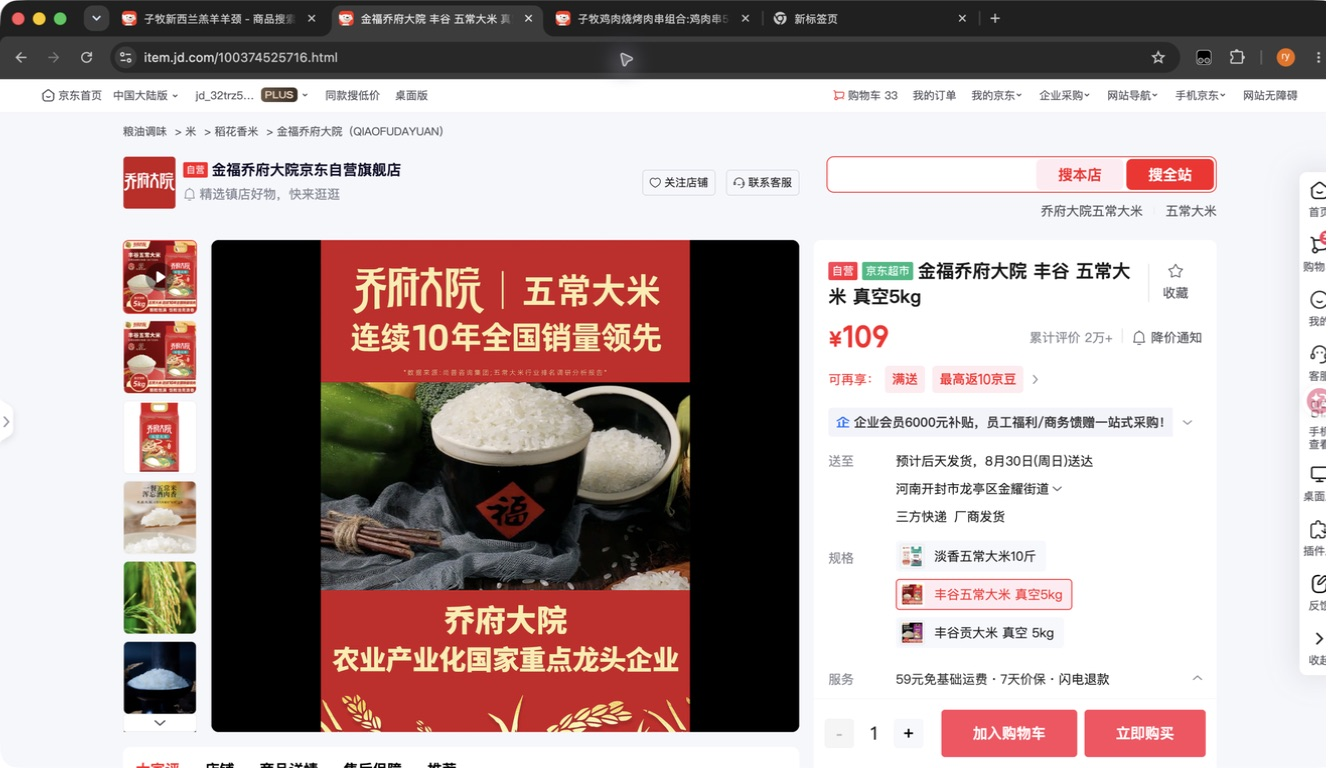 子牧新西兰羔羊羊颈 - 商品搜索
金福乔府大院 丰谷 五常大米 真
子牧鸡肉烧烤肉串组合:鸡肉串5
新标签页
item.jd.com/100374525716.html
ry
京东首页 中国大陆版 jd_32trz5... PLUS 同款搜低价 桌面版
购物车 33 我的订单 我的京东 企业采购 网站导航 手机京东 网站无障碍
粮油调味 > 米 > 稻花香米 > 金福乔府大院（QIAOFUDAYUAN）
乔府大院
自营 金福乔府大院京东自营旗舰店
精选镇店好物，快来逛逛
关注店铺 联系客服
搜本店 搜全站
乔府大院五常大米 五常大米
乔府大院 | 五常大米
连续10年全国销量领先
乔府大院
农业产业化国家重点龙头企业
福
自营 京东超市 金福乔府大院 丰谷 五常大
米 真空5kg
收藏
¥109
累计评价 2万+ 降价通知
可再享： 满送 最高返10京豆
企业会员6000元补贴，员工福利/商务馈赠一站式采购！
送至 预计后天发货，8月30日(周日)送达
河南开封市龙亭区金耀街道
三方快递 厂商发货
规格 淡香五常大米10斤
丰谷五常大米 真空5kg
丰谷贡大米 真空 5kg
服务 59元免基础运费 · 7天价保 · 闪电退款
- 1 +
加入购物车 立即购买
首页
购物
我的
客服
手机
查看
桌面
插件
反馈
收起
大家评 店铺 商品详情 售后保障 推荐